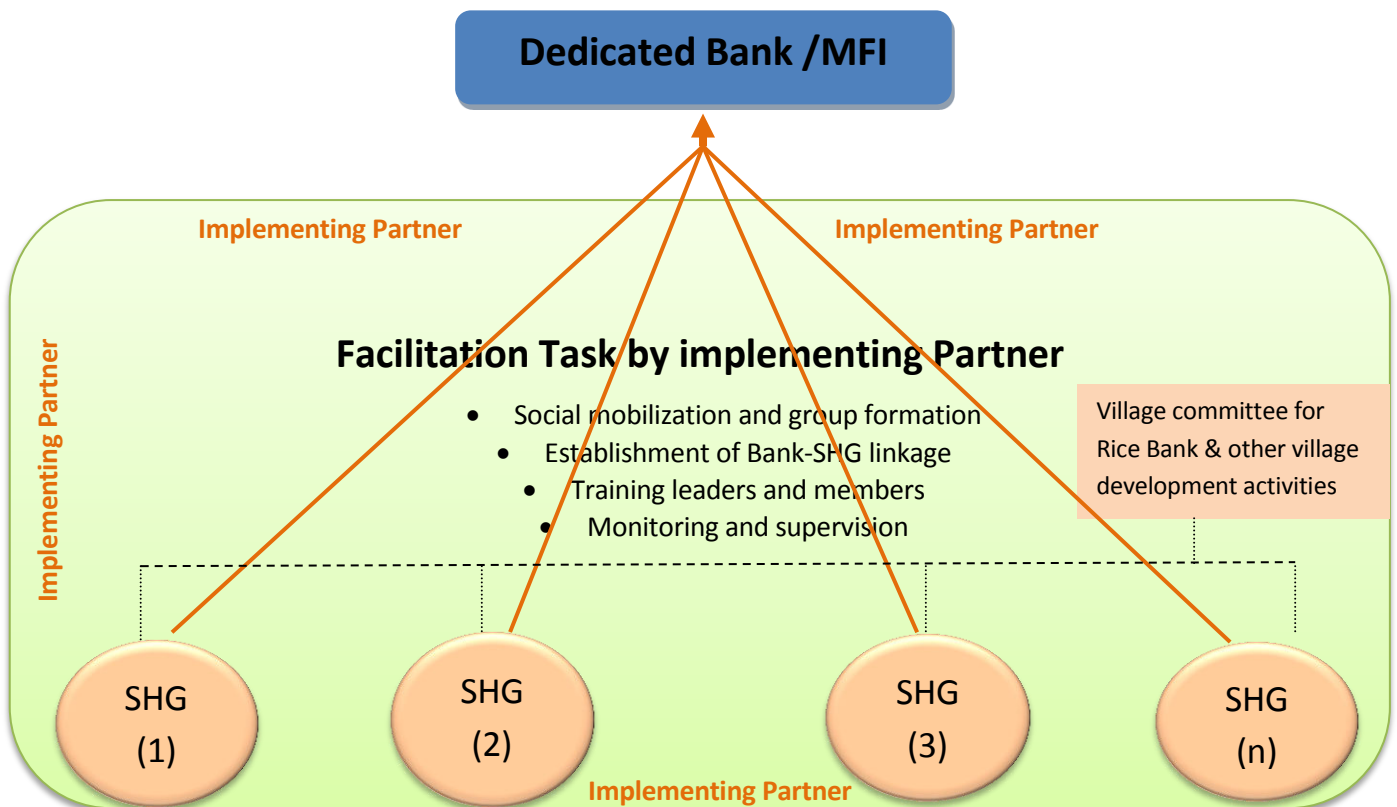 Dedicated Bank /MFI
Implementing Partner
Implementing Partner
Implementing Partner
Facilitation Task by implementing Partner
• Social mobilization and group formation
• Establishment of Bank-SHG linkage
• Training leaders and members
• Monitoring and supervision
Village committee for
Rice Bank & other village
development activities
SHG
(1)
SHG
(2)
SHG
(3)
SHG
(n)
Implementing Partner